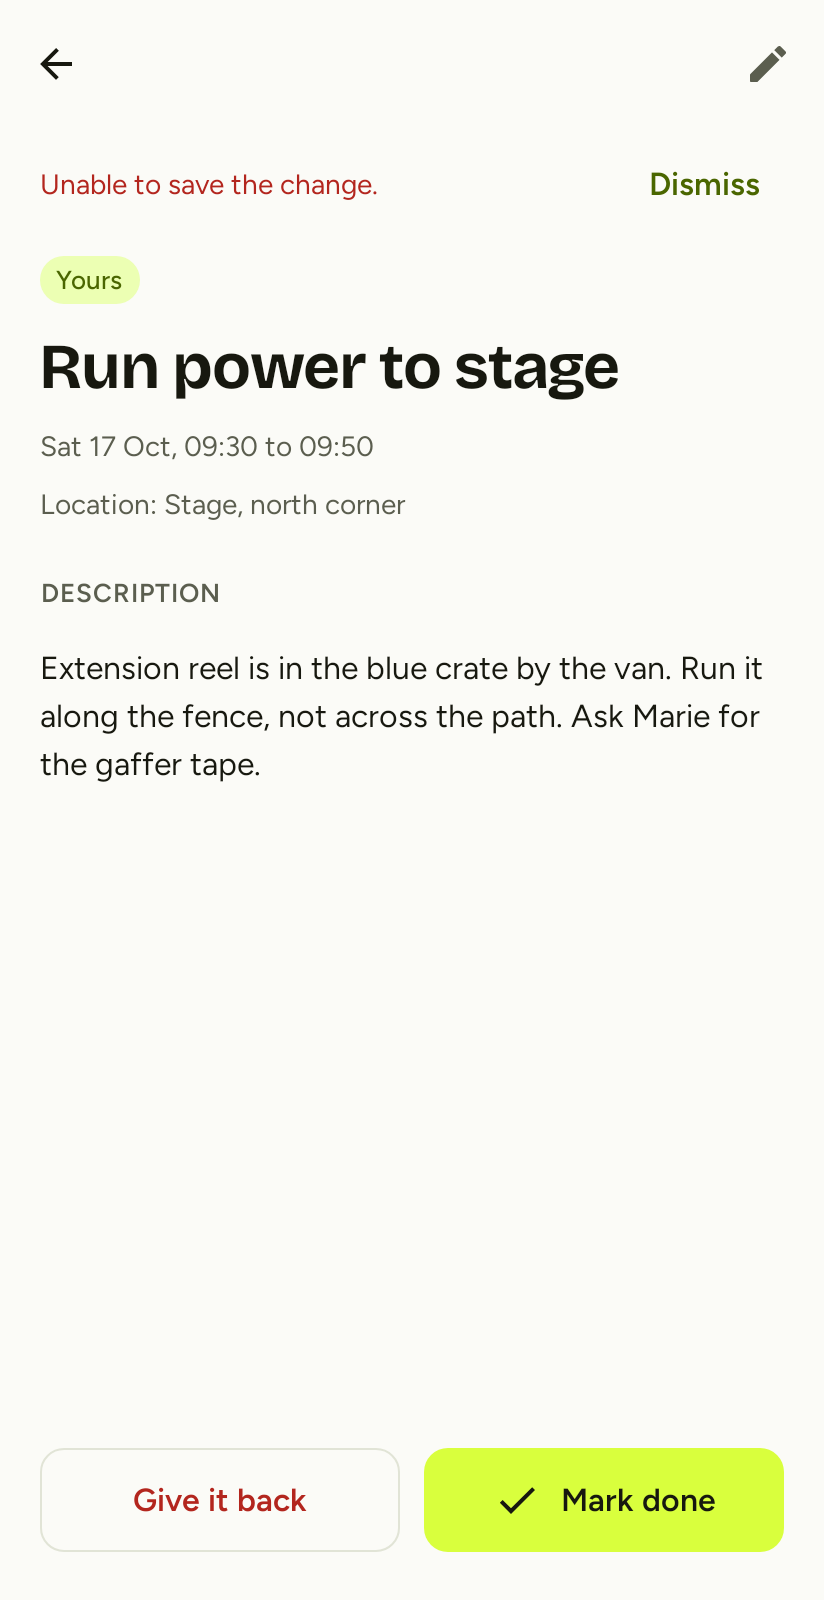 Unable to save the change.
Dismiss
Yours
Run power to stage
Sat 17 Oct, 09:30 to 09:50
Location: Stage, north corner
DESCRIPTION
Extension reel is in the blue crate by the van. Run it
along the fence, not across the path. Ask Marie for
the gaffer tape.
Give it back
Mark done